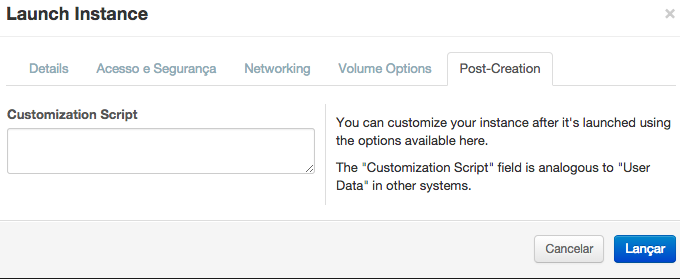 Launch Instance
×
Details
Acesso e Segurança
Networking
Volume Options
Post-Creation
Customization Script
You can customize your instance after it's launched using
the options available here.
The "Customization Script" field is analogous to "User
Data" in other systems.
Cancelar
Lançar